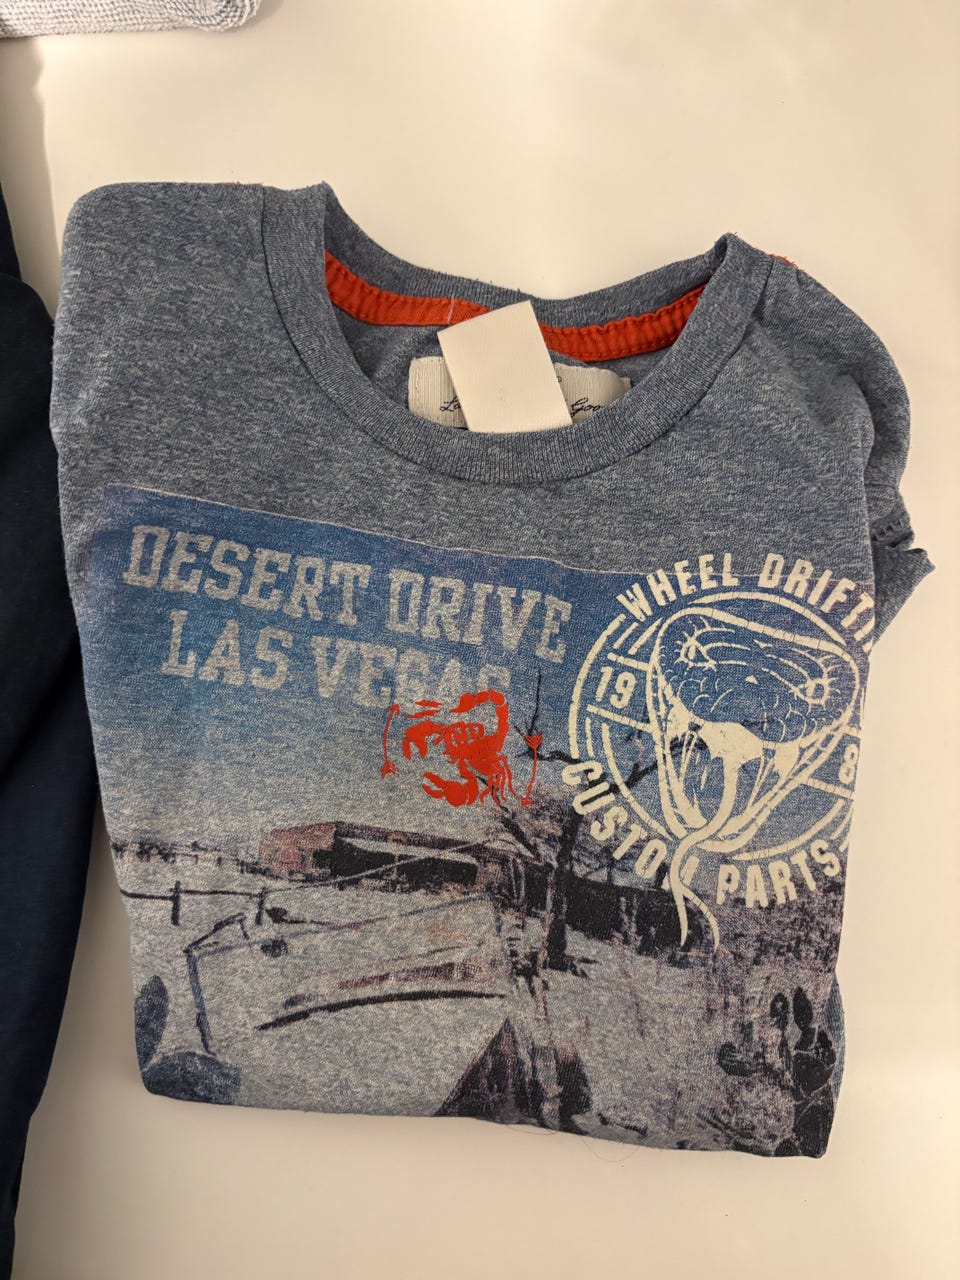 DESERT DRIVE
LAS VEGAS
WHEEL DRIFT
19 8
CUSTOM PARTS